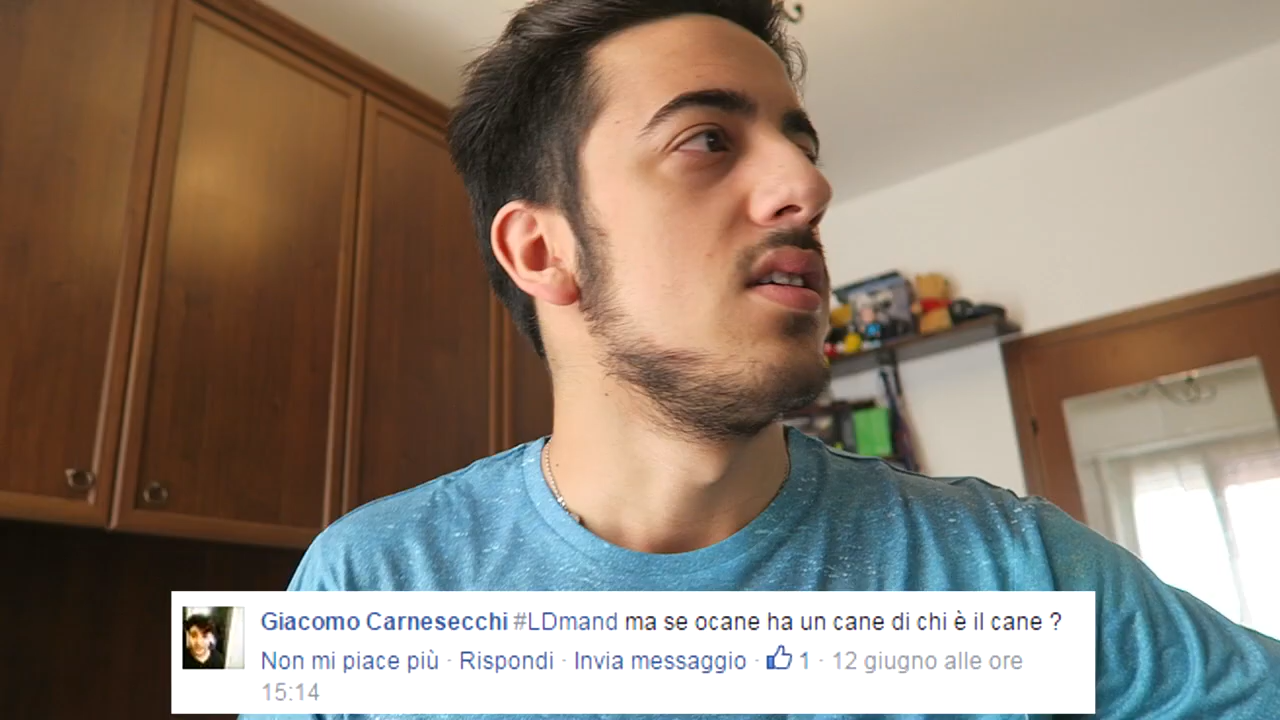 Giacomo Carnesecchi #LDmand ma se ocane ha un cane di chi è il cane ?
Non mi piace più · Rispondi · Invia messaggio · 1 · 12 giugno alle ore
15:14